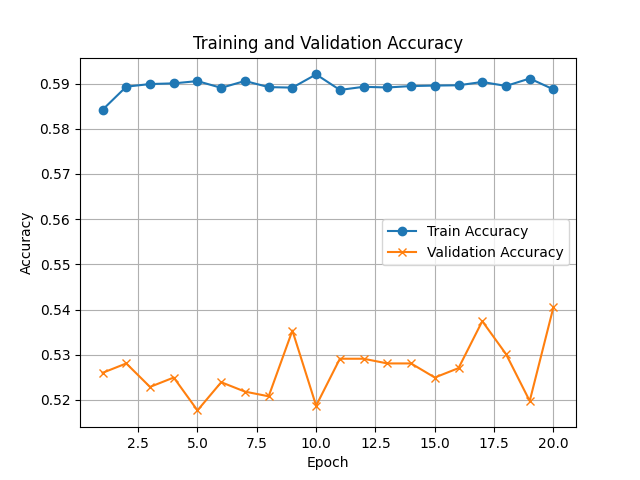 Training and Validation Accuracy
0.59
0.58
0.57
0.56
0.55
0.54
0.53
0.52
Accuracy
Train Accuracy
Validation Accuracy
2.5 5.0 7.5 10.0 12.5 15.0 17.5 20.0
Epoch